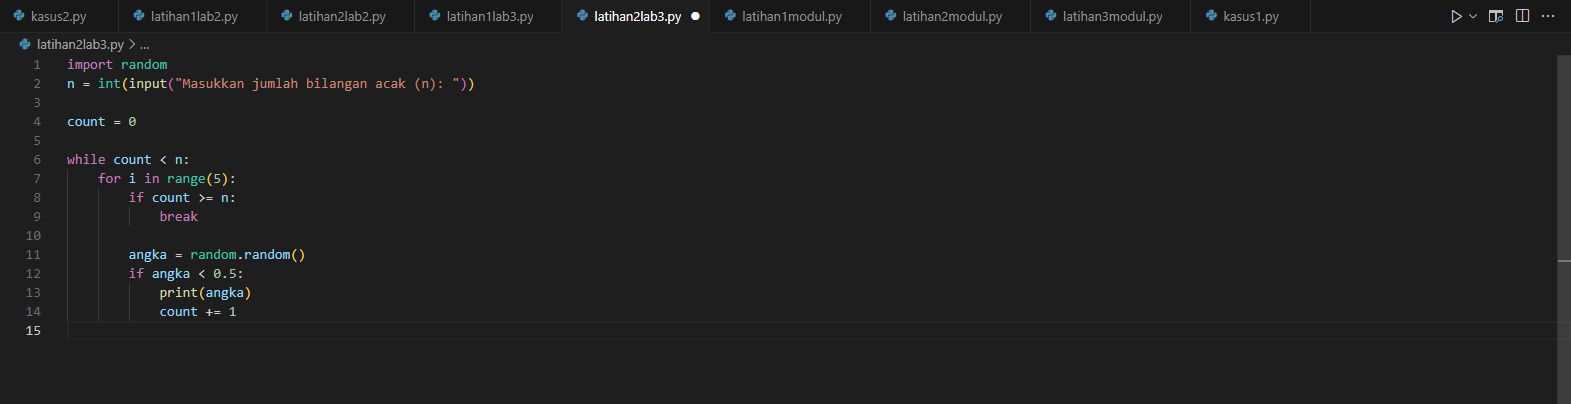 kasus2.py latihan1lab2.py latihan2lab2.py latihan1lab3.py latihan2lab3.py latihan1modul.py latihan2modul.py latihan3modul.py kasus1.py
latihan2lab3.py > ...
1 import random
2 n = int(input("Masukkan jumlah bilangan acak (n): "))
3
4 count = 0
5
6 while count < n:
7     for i in range(5):
8         if count >= n:
9             break
10
11         angka = random.random()
12         if angka < 0.5:
13             print(angka)
14             count += 1
15